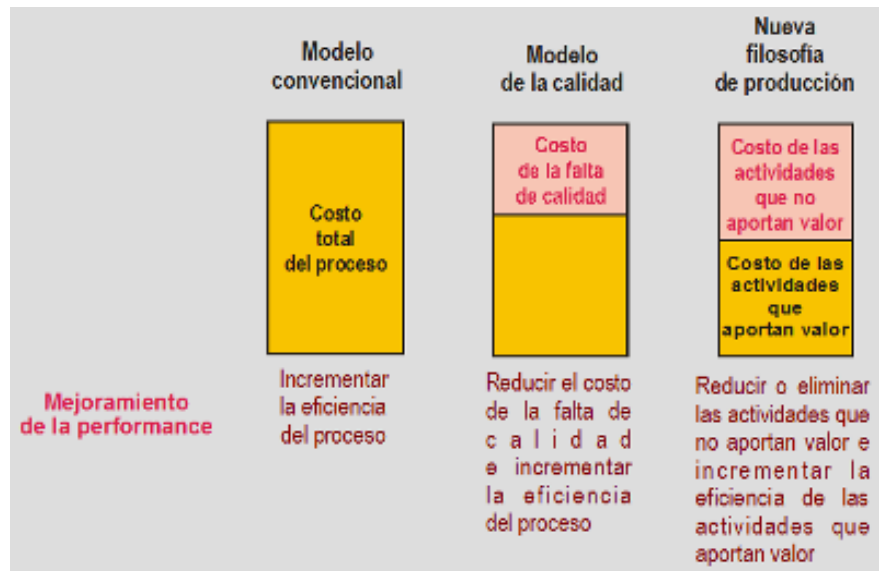 Modelo
convencional
Modelo
de la calidad
Nueva
filosofía
de producción
Costo
total
del proceso
Costo
de la falta
de calidad
Costo de las
actividades
que no
aportan valor
Costo de las
actividades
que
aportan valor
Mejoramiento
de la performance
Incrementar
la eficiencia
del proceso
Reducir el costo
de la falta de
c a l i d a d
e incrementar
la eficiencia
del proceso
Reducir o eliminar
las actividades que
no aportan valor e
incrementar la
eficiencia de las
actividades que
aportan valor